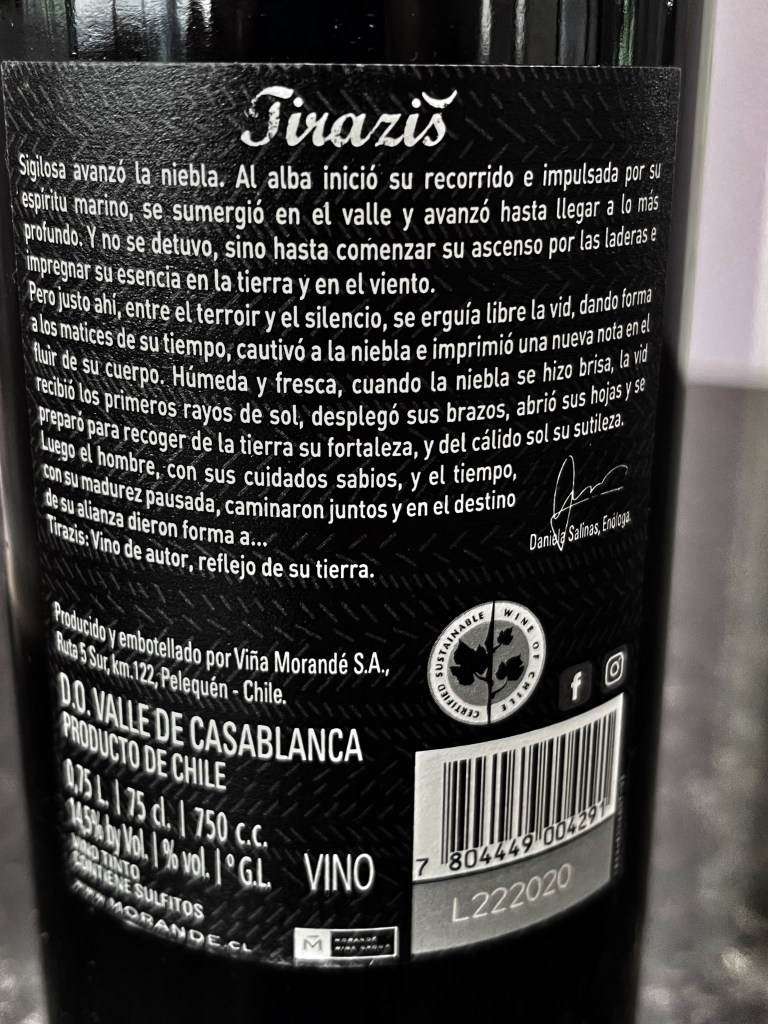 Tirazis
Sigilosa avanzó la niebla. Al alba inició su recorrido e impulsada por su
espíritu marino, se sumergió en el valle y avanzó hasta llegar a lo más
profundo. Y no se detuvo, sino hasta comenzar su ascenso por las laderas e
impregnar su esencia en la tierra y en el viento.
Pero justo ahí, entre el terroir y el silencio, se erguía libre la vid, dando forma
a los matices de su tiempo, cautivó a la niebla e imprimió una nueva nota en el
fluir de su cuerpo. Húmeda y fresca, cuando la niebla se hizo brisa, la vid
recibió los primeros rayos de sol, desplegó sus brazos, abrió sus hojas y se
preparó para recoger de la tierra su fortaleza, y del cálido sol su sutileza.
Luego el hombre, con sus cuidados sabios, y el tiempo,
con su madurez pausada, caminaron juntos y en el destino
de su alianza dieron forma a...
Tirazis: Vino de autor, reflejo de su tierra.
Daniela Salinas, Enóloga.
Producido y embotellado por Viña Morandé S.A.,
Ruta 5 Sur, km.122, Pelequén - Chile.
CERTIFIED SUSTAINABLE WINE OF CHILE
D.O. VALLE DE CASABLANCA
PRODUCTO DE CHILE
0,75 L. | 75 cl. | 750 c.c.
14,5% by Vol. | % vol. | ° G.L.
VINO
VINO TINTO
CONTIENE SULFITOS
www.MORANDE.CL
M MORANDÉ
WINE GROUP
7 804449 004291
L222020